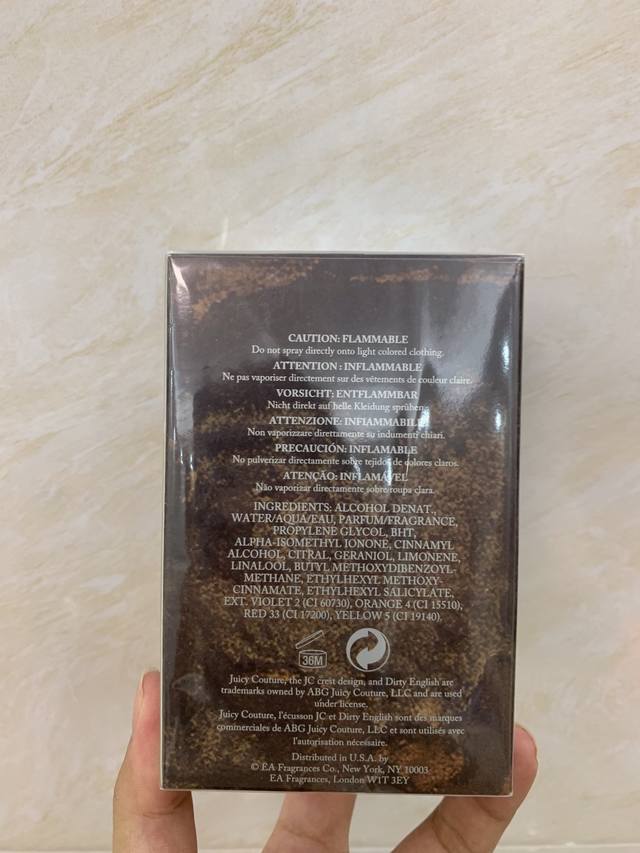 CAUTION: FLAMMABLE
Do not spray directly onto light colored clothing.
ATTENTION : INFLAMMABLE
Ne pas vaporiser directement sur des vêtements de couleur claire.
VORSICHT: ENTFLAMMBAR
Nicht direkt auf helle Kleidung sprühen.
ATTENZIONE: INFIAMMABILE
Non vaporizzare direttamente su indumenti chiari.
PRECAUCIÓN: INFLAMABLE
No pulverizar directamente sobre tejidos de colores claros.
ATENÇÃO: INFLAMÁVEL
Não vaporizar directamente sobre roupa clara.
INGREDIENTS: ALCOHOL DENAT.,
WATER/AQUA/EAU, PARFUM/FRAGRANCE,
PROPYLENE GLYCOL, BHT,
ALPHA-ISOMETHYL IONONE, CINNAMYL
ALCOHOL, CITRAL, GERANIOL, LIMONENE,
LINALOOL, BUTYL METHOXYDIBENZOYL-
METHANE, ETHYLHEXYL METHOXY-
CINNAMATE, ETHYLHEXYL SALICYLATE,
EXT. VIOLET 2 (CI 60730), ORANGE 4 (CI 15510),
RED 33 (CI 17200), YELLOW 5 (CI 19140).
36M
Juicy Couture, the JC crest design, and Dirty English are
trademarks owned by ABG Juicy Couture, LLC and are used
under license.
Juicy Couture, l'écusson JC et Dirty English sont des marques
commerciales de ABG Juicy Couture, LLC et sont utilisés avec
l'autorisation nécessaire.
Distributed in U.S.A. by
© EA Fragrances Co., New York, NY 10003
EA Fragrances, London W1T 3EY